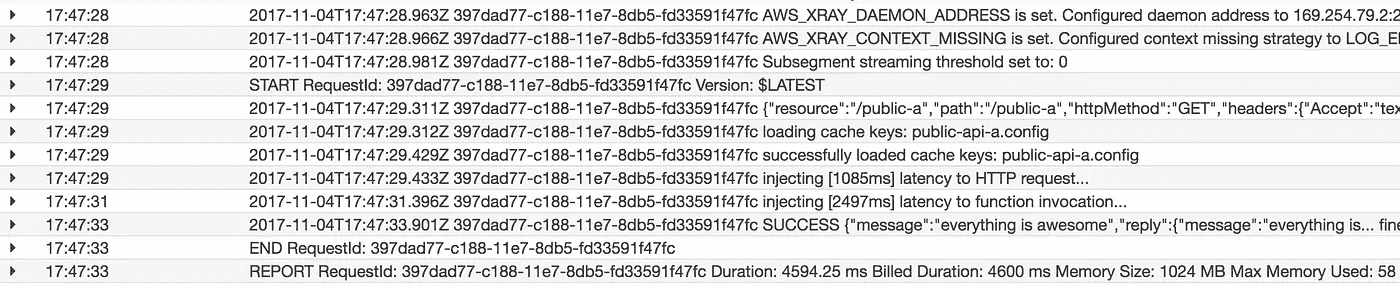 17:47:28 2017-11-04T17:47:28.963Z 397dad77-c188-11e7-8db5-fd33591f47fc AWS_XRAY_DAEMON_ADDRESS is set. Configured daemon address to 169.254.79.2:2
17:47:28 2017-11-04T17:47:28.966Z 397dad77-c188-11e7-8db5-fd33591f47fc AWS_XRAY_CONTEXT_MISSING is set. Configured context missing strategy to LOG_E
17:47:28 2017-11-04T17:47:28.981Z 397dad77-c188-11e7-8db5-fd33591f47fc Subsegment streaming threshold set to: 0
17:47:29 START RequestId: 397dad77-c188-11e7-8db5-fd33591f47fc Version: $LATEST
17:47:29 2017-11-04T17:47:29.311Z 397dad77-c188-11e7-8db5-fd33591f47fc {"resource":"/public-a","path":"/public-a","httpMethod":"GET","headers":{"Accept":"tex
17:47:29 2017-11-04T17:47:29.312Z 397dad77-c188-11e7-8db5-fd33591f47fc loading cache keys: public-api-a.config
17:47:29 2017-11-04T17:47:29.429Z 397dad77-c188-11e7-8db5-fd33591f47fc successfully loaded cache keys: public-api-a.config
17:47:29 2017-11-04T17:47:29.433Z 397dad77-c188-11e7-8db5-fd33591f47fc injecting [1085ms] latency to HTTP request...
17:47:31 2017-11-04T17:47:31.396Z 397dad77-c188-11e7-8db5-fd33591f47fc injecting [2497ms] latency to function invocation...
17:47:33 2017-11-04T17:47:33.901Z 397dad77-c188-11e7-8db5-fd33591f47fc SUCCESS {"message":"everything is awesome","reply":{"message":"everything is... fine
17:47:33 END RequestId: 397dad77-c188-11e7-8db5-fd33591f47fc
17:47:33 REPORT RequestId: 397dad77-c188-11e7-8db5-fd33591f47fc Duration: 4594.25 ms Billed Duration: 4600 ms Memory Size: 1024 MB Max Memory Used: 58